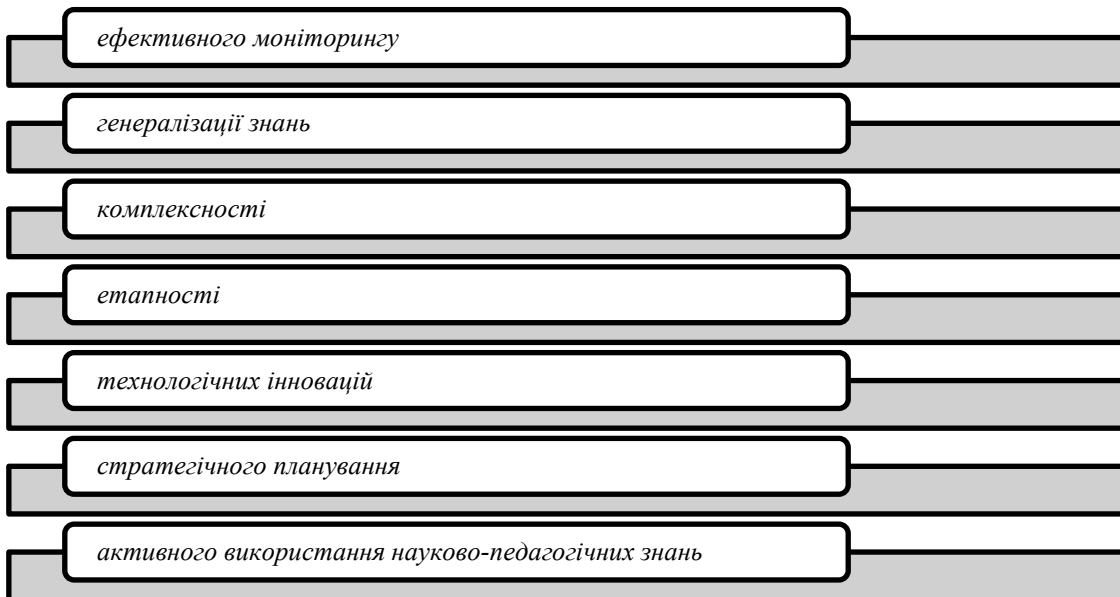 ефективного моніторингу
генералізації знань
комплексності
етапності
технологічних інновацій
стратегічного планування
активного використання науково-педагогічних знань